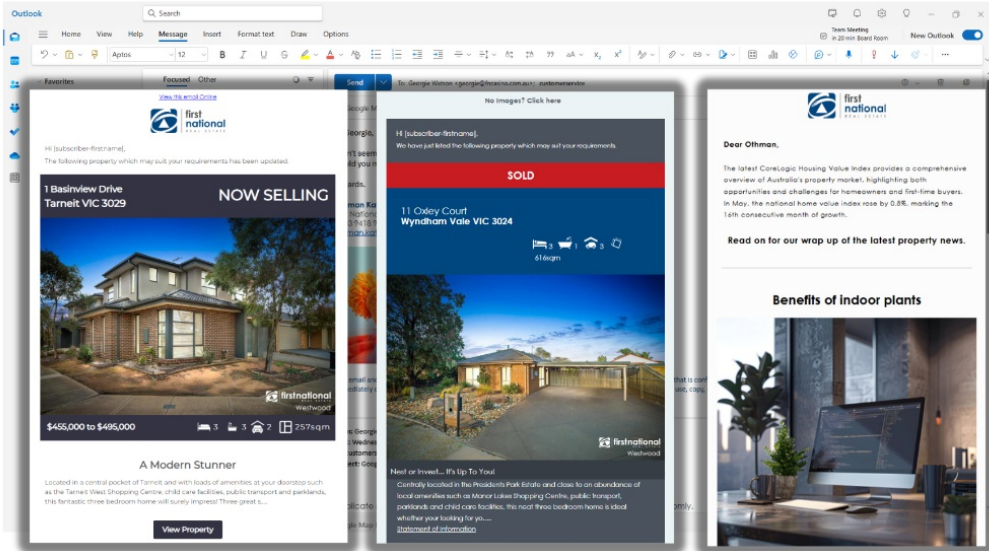 Outlook
Search
Home View Help Message Insert Format text Draw Options
Team Meeting
in 20 min Board Room
New Outlook
Aptos
12
B I U S
Favorites
Focused Other
Send
To: Georgie Watson
View this email Online
first
national
REAL ESTATE
Hi [subscriber-firstname],
The following property which may suit your requirements has been updated.
1 Basinview Drive
Tarneit VIC 3029
NOW SELLING
firstnational
REAL ESTATE
Westwood
$455,000 to $495,000
3 3 2 257sqm
A Modern Stunner
Located in a central pocket of Tarneit and with loads of amenities at your doorstep such
as the Tarneit West Shopping Centre, child care facilities, public transport and parklands,
this fantastic three bedroom home will surely impress! Three great s....
View Property
No Images? Click here
Hi [subscriber-firstname],
We have just listed the following property which may suit your requirements.
SOLD
11 Oxley Court
Wyndham Vale VIC 3024
3 1 3
616sqm
firstnational
REAL ESTATE
Westwood
Nest or Invest... It's Up To You!
Centrally located in the Presidents Park Estate and close to an abundance of
local amenities such as Manor Lakes Shopping Centre, public transport,
parklands and child care facilities, this neat three bedroom home is ideal
whether your looking for yo.....
Statement of Information
first
national
REAL ESTATE
Dear Othman,
The latest CoreLogic Housing Value Index provides a comprehensive
overview of Australia's property market, highlighting both
opportunities and challenges for homeowners and first-time buyers.
In May, the national home value index rose by 0.8%, marking the
16th consecutive month of growth.
Read on for our wrap up of the latest property news.
Benefits of indoor plants